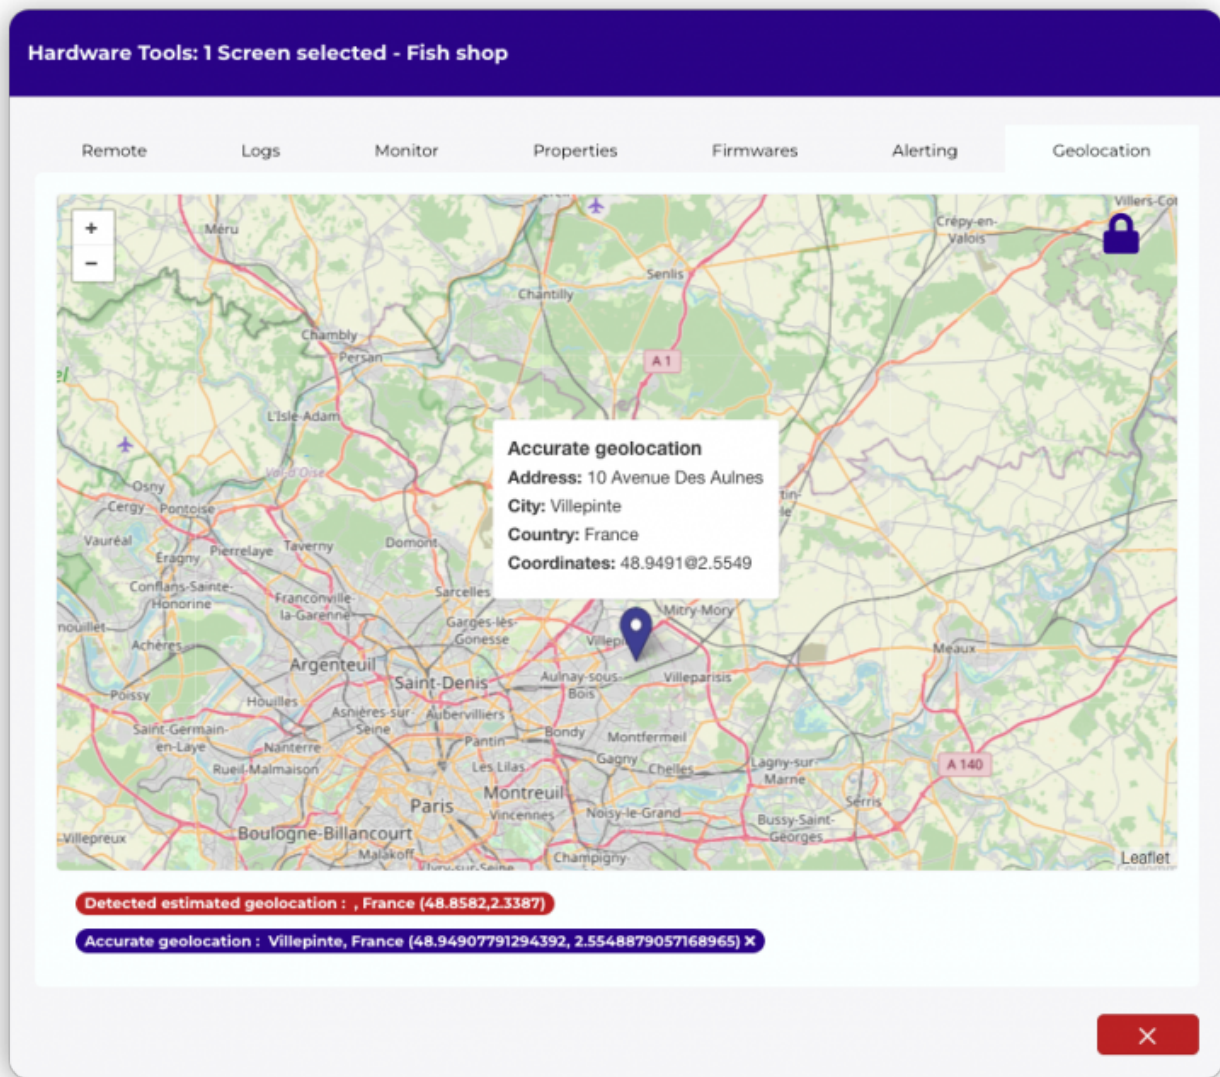 Hardware Tools: 1 Screen selected - Fish shop
Remote Logs Monitor Properties Firmwares Alerting Geolocation
+
−
Méru
Crépy-en-
Valois
Senlis
Chantilly
Chambly
Persan
A 1
L'Isle-Adam
Val-d'Oise
Accurate geolocation
Address: 10 Avenue Des Aulnes
City: Villepinte
Country: France
Coordinates: 48.9491@2.5549
Osny
Cergy Pontoise
Vauréal
Éragny Pierrelaye Taverny Domont
Conflans-Sainte-
Honorine
Franconville-
la-Garenne
Sarcelles
Garges-lès-
Gonesse
Mitry-Mory
Achères
Argenteuil
Saint-Denis
Aulnay-sous-
Bois
Villeparisis
Meaux
Poissy
Houilles
Asnières-sur-
Seine
Aubervilliers
Saint-Germain-
en-Laye
Nanterre
Pantin
Bondy
Montfermeil
Rueil-Malmaison
Les Lilas
Gagny
Chelles
Lagny-sur-
Marne
A 140
Paris
Montreuil
Vincennes
Noisy-le-Grand
Serris
Bussy-Saint-
Georges
Villepreux
Boulogne-Billancourt
Malakoff
Ivry-sur-Seine
Champigny-
Leaflet
Detected estimated geolocation : , France (48.8582,2.3387)
Accurate geolocation : Villepinte, France (48.94907791294392, 2.5548879057168965) ×
×